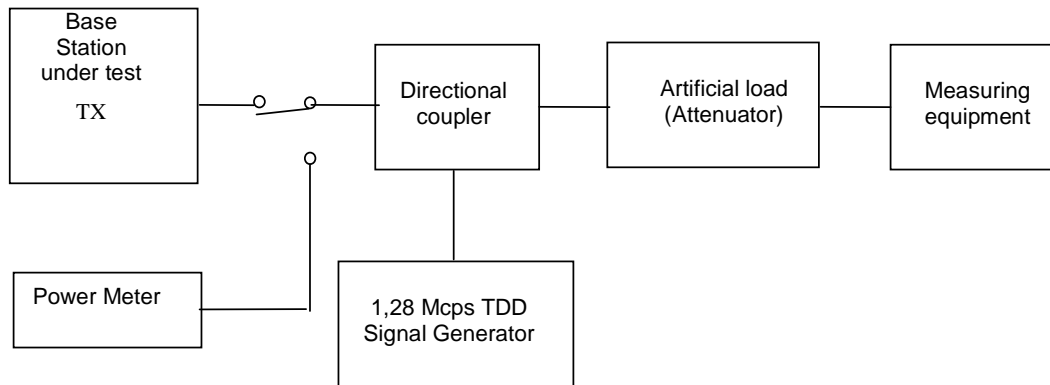 Base
Station
under test
TX
Directional
coupler
Artificial load
(Attenuator)
Measuring
equipment
Power Meter
1,28 Mcps TDD
Signal Generator